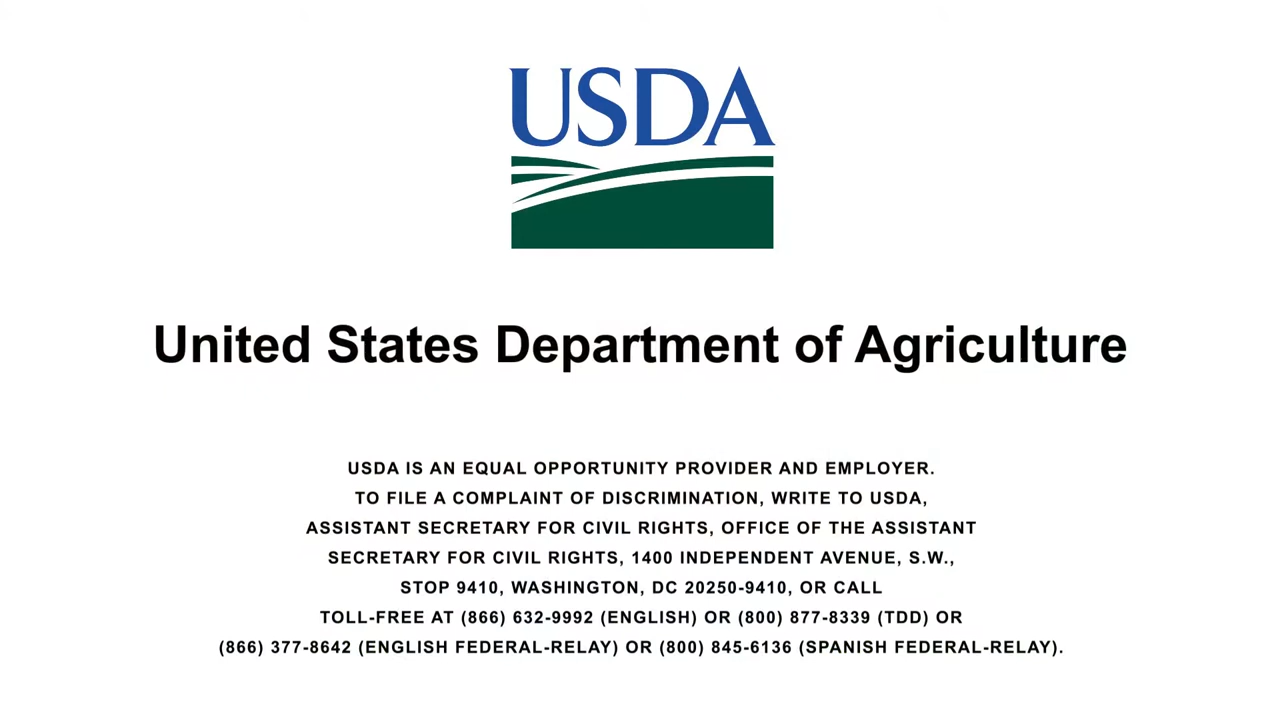 USDA
United States Department of Agriculture
USDA IS AN EQUAL OPPORTUNITY PROVIDER AND EMPLOYER.
TO FILE A COMPLAINT OF DISCRIMINATION, WRITE TO USDA,
ASSISTANT SECRETARY FOR CIVIL RIGHTS, OFFICE OF THE ASSISTANT
SECRETARY FOR CIVIL RIGHTS, 1400 INDEPENDENT AVENUE, S.W.,
STOP 9410, WASHINGTON, DC 20250-9410, OR CALL
TOLL-FREE AT (866) 632-9992 (ENGLISH) OR (800) 877-8339 (TDD) OR
(866) 377-8642 (ENGLISH FEDERAL-RELAY) OR (800) 845-6136 (SPANISH FEDERAL-RELAY).